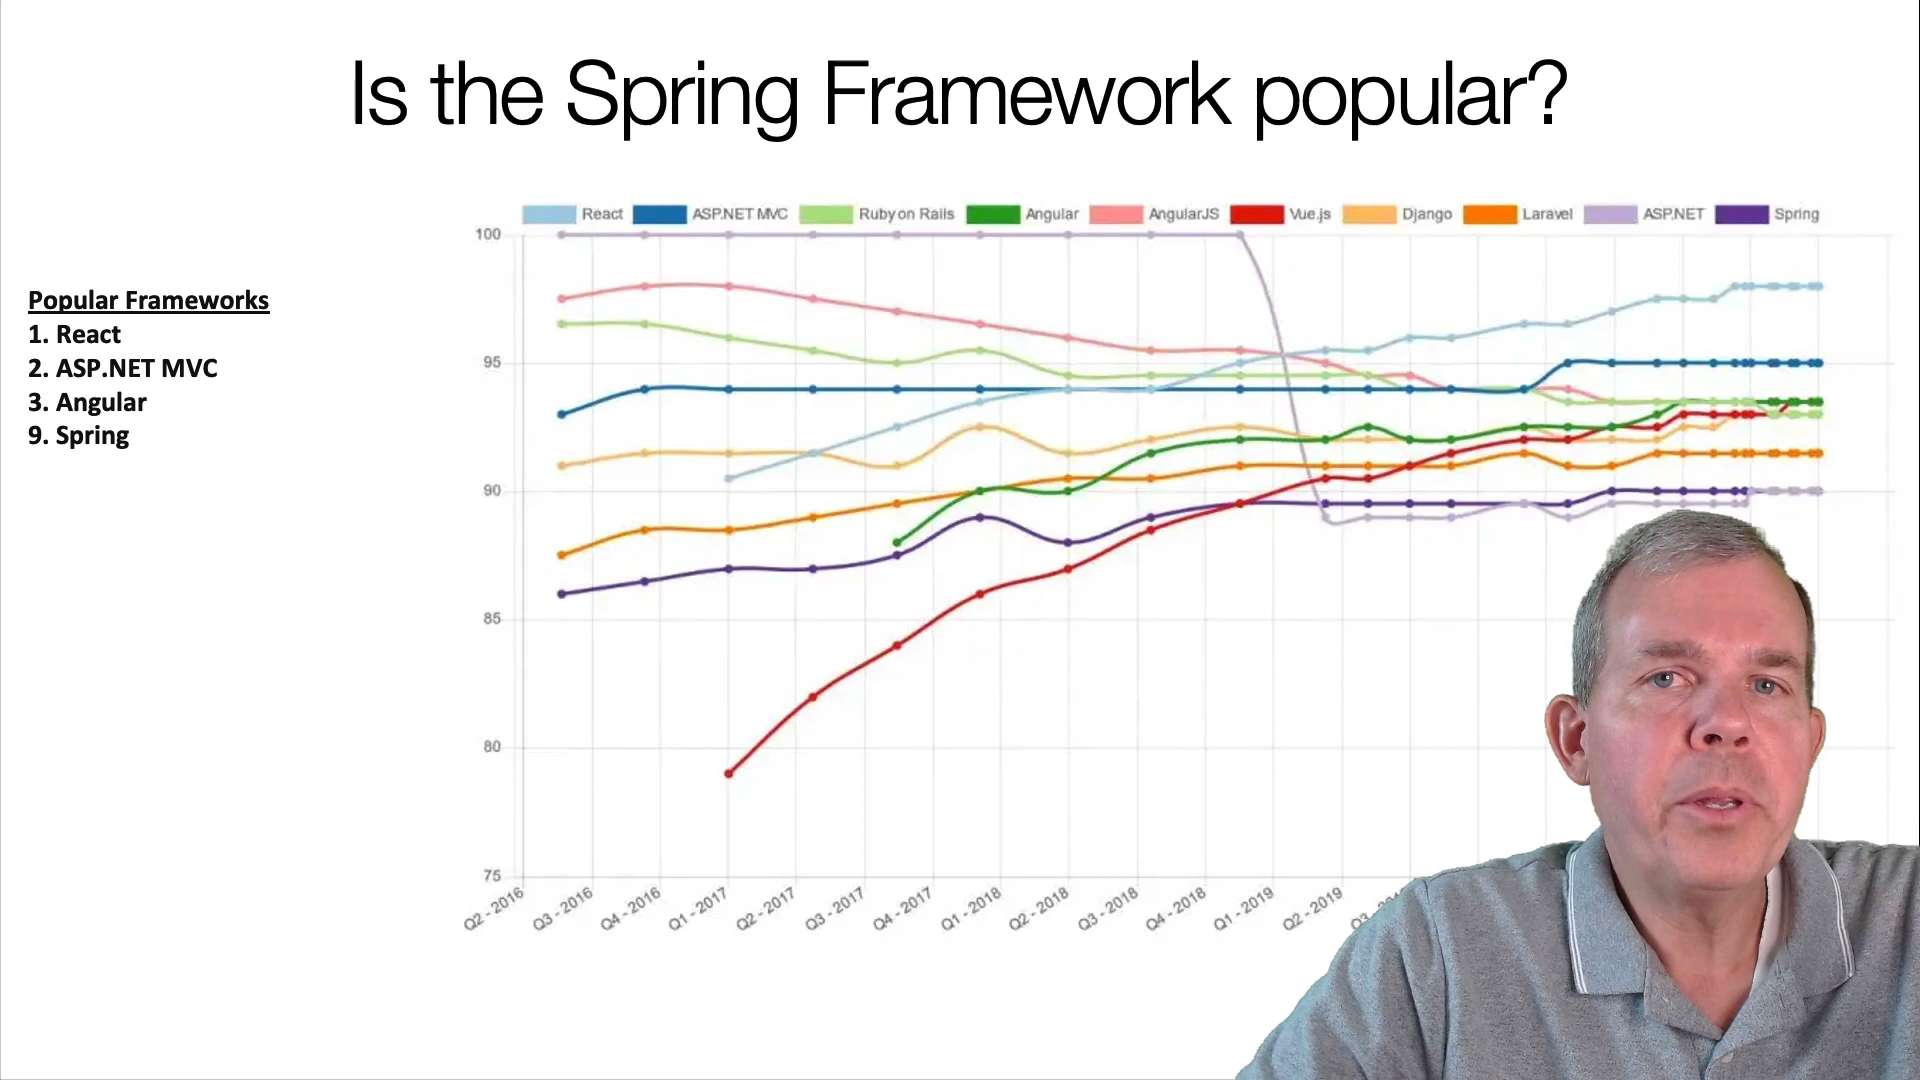 Is the Spring Framework popular?
React ASP.NET MVC Ruby on Rails Angular AngularJS Vue.js Django Laravel ASP.NET Spring
Popular Frameworks
1. React
2. ASP.NET MVC
3. Angular
9. Spring
100
95
90
85
80
75
Q2 - 2016 Q3 - 2016 Q4 - 2016 Q1 - 2017 Q2 - 2017 Q3 - 2017 Q4 - 2017 Q1 - 2018 Q2 - 2018 Q3 - 2018 Q4 - 2018 Q1 - 2019 Q2 - 2019